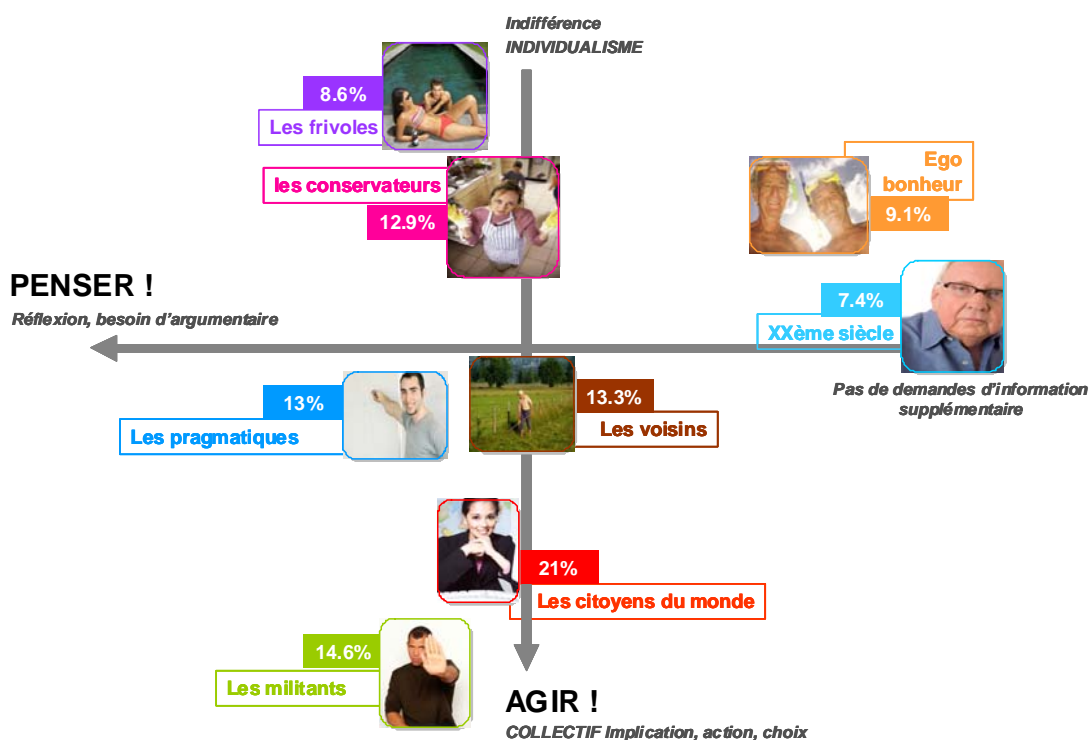 Indifférence
INDIVIDUALISME
8.6%
Les frivoles
les conservateurs
12.9%
Ego
bonheur
9.1%
PENSER !
Réflexion, besoin d'argumentaire
7.4%
XXème siècle
Pas de demandes d'information
supplémentaire
13%
Les pragmatiques
13.3%
Les voisins
21%
Les citoyens du monde
14.6%
Les militants
AGIR !
COLLECTIF Implication, action, choix